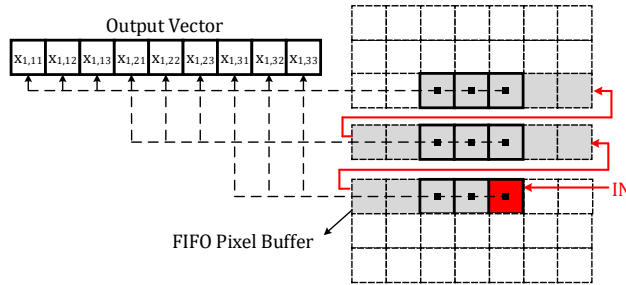 Output Vector
x1,11 x1,12 x1,13 x1,21 x1,22 x1,23 x1,31 x1,32 x1,33
IN
FIFO Pixel Buffer